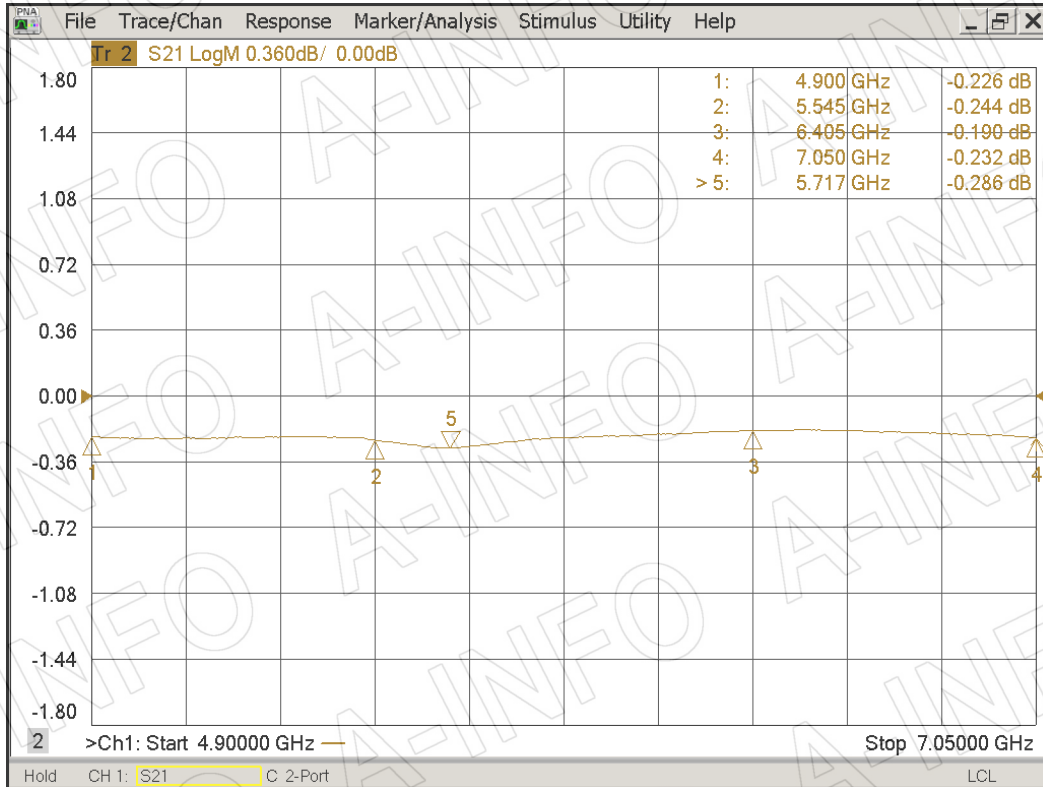 PNA
File Trace/Chan Response Marker/Analysis Stimulus Utility Help
Tr 2 S21 LogM 0.360dB/ 0.00dB
1: 4.900 GHz -0.226 dB
2: 5.545 GHz -0.244 dB
3: 6.405 GHz -0.190 dB
4: 7.050 GHz -0.232 dB
> 5: 5.717 GHz -0.286 dB
1.80
1.44
1.08
0.72
0.36
0.00
-0.36
-0.72
-1.08
-1.44
-1.80
5
1
2
3
4
2 >Ch1: Start 4.90000 GHz Stop 7.05000 GHz
Hold CH 1: S21 C 2-Port LCL
A-INFO
A-INFO
A-INFO
A-INFO
A-INFO
A-INFO
A-INFO
A-INFO